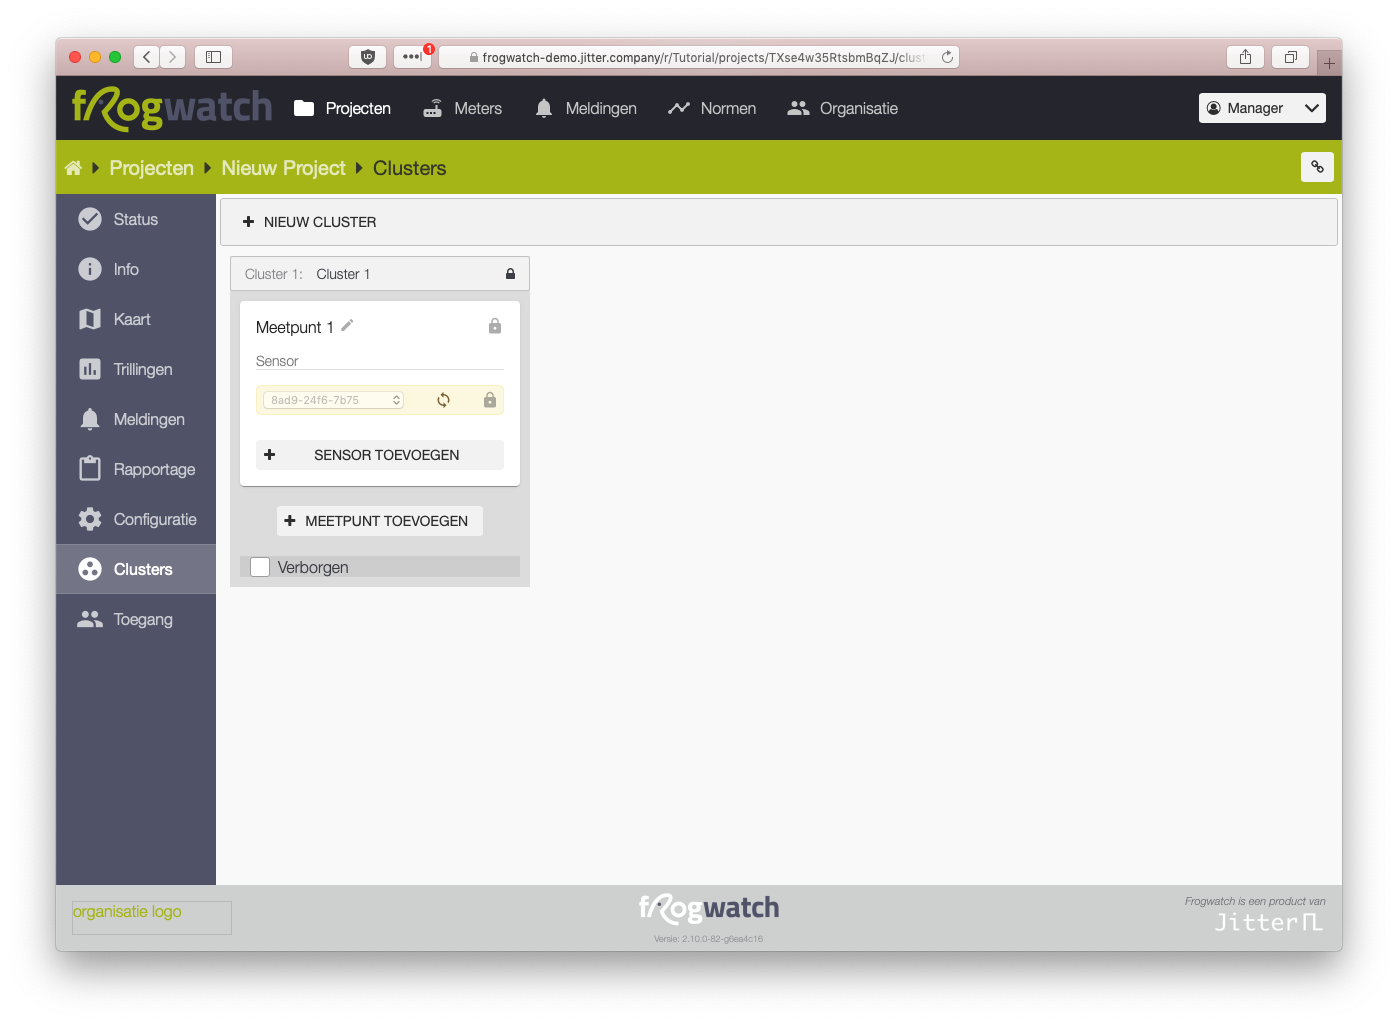 1
frogwatch-demo.jitter.company/r/Tutorial/projects/TXse4w35RtsbmBqZJ/clust
frogwatch
Projecten
Meters
Meldingen
Normen
Organisatie
Manager
Projecten
Nieuw Project
Clusters
Status
Info
Kaart
Trillingen
Meldingen
Rapportage
Configuratie
Clusters
Toegang
NIEUW CLUSTER
Cluster 1: Cluster 1
Meetpunt 1
Sensor
8ad9-24f6-7b75
SENSOR TOEVOEGEN
MEETPUNT TOEVOEGEN
Verborgen
organisatie logo
frogwatch
Versie: 2.10.0-82-g6ea4c16
Frogwatch is een product van
Jitter